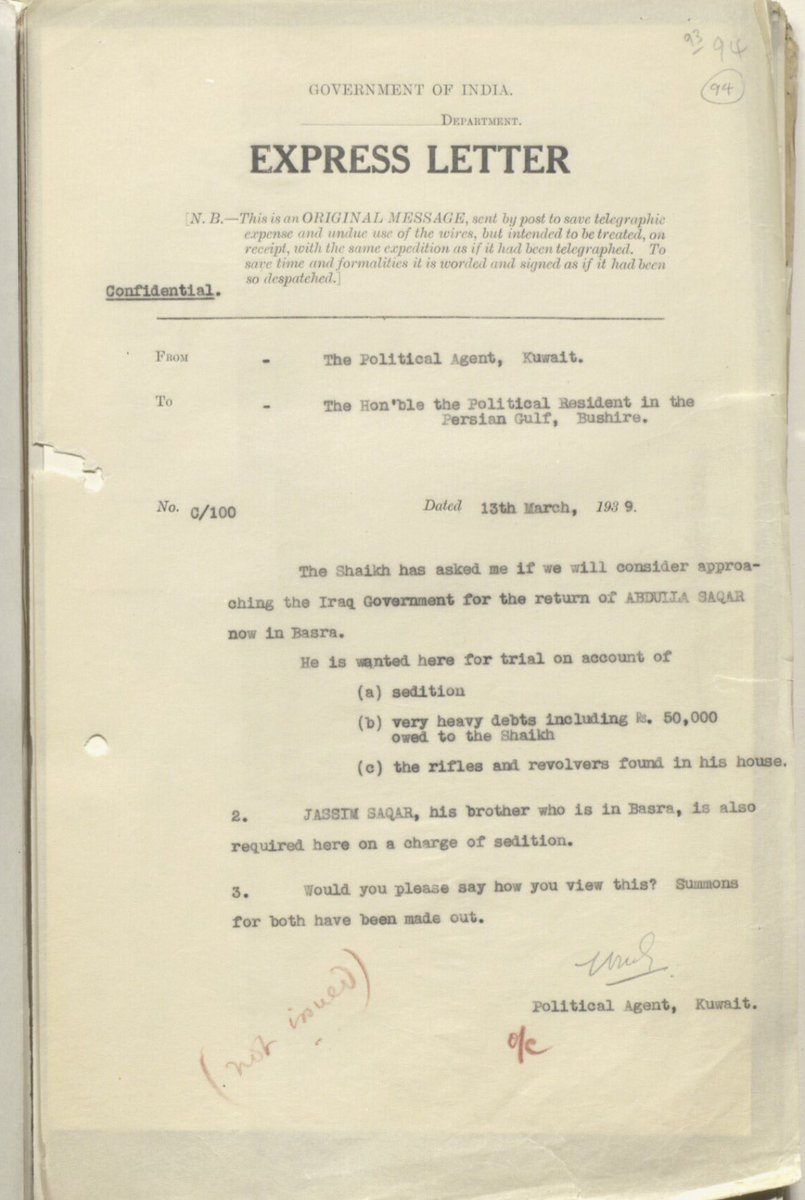 93 94
94
GOVERNMENT OF INDIA.
DEPARTMENT.
EXPRESS LETTER
[N. B.—This is an ORIGINAL MESSAGE, sent by post to save telegraphic
expense and undue use of the wires, but intended to be treated, on
receipt, with the same expedition as if it had been telegraphed. To
save time and formalities it is worded and signed as if it had been
so despatched.]
Confidential.
FROM - The Political Agent, Kuwait.
To - The Hon'ble the Political Resident in the
Persian Gulf, Bushire.
No. C/100 Dated 13th March, 1939.
The Shaikh has asked me if we will consider approa-
ching the Iraq Government for the return of ABDULLA SAQAR
now in Basra.
He is wanted here for trial on account of
(a) sedition
(b) very heavy debts including Rs. 50,000
owed to the Shaikh
(c) the rifles and revolvers found in his house.
2. JASSIM SAQAR, his brother who is in Basra, is also
required here on a charge of sedition.
3. Would you please say how you view this? Summons
for both have been made out.
Political Agent, Kuwait.
(not issued)
o/c